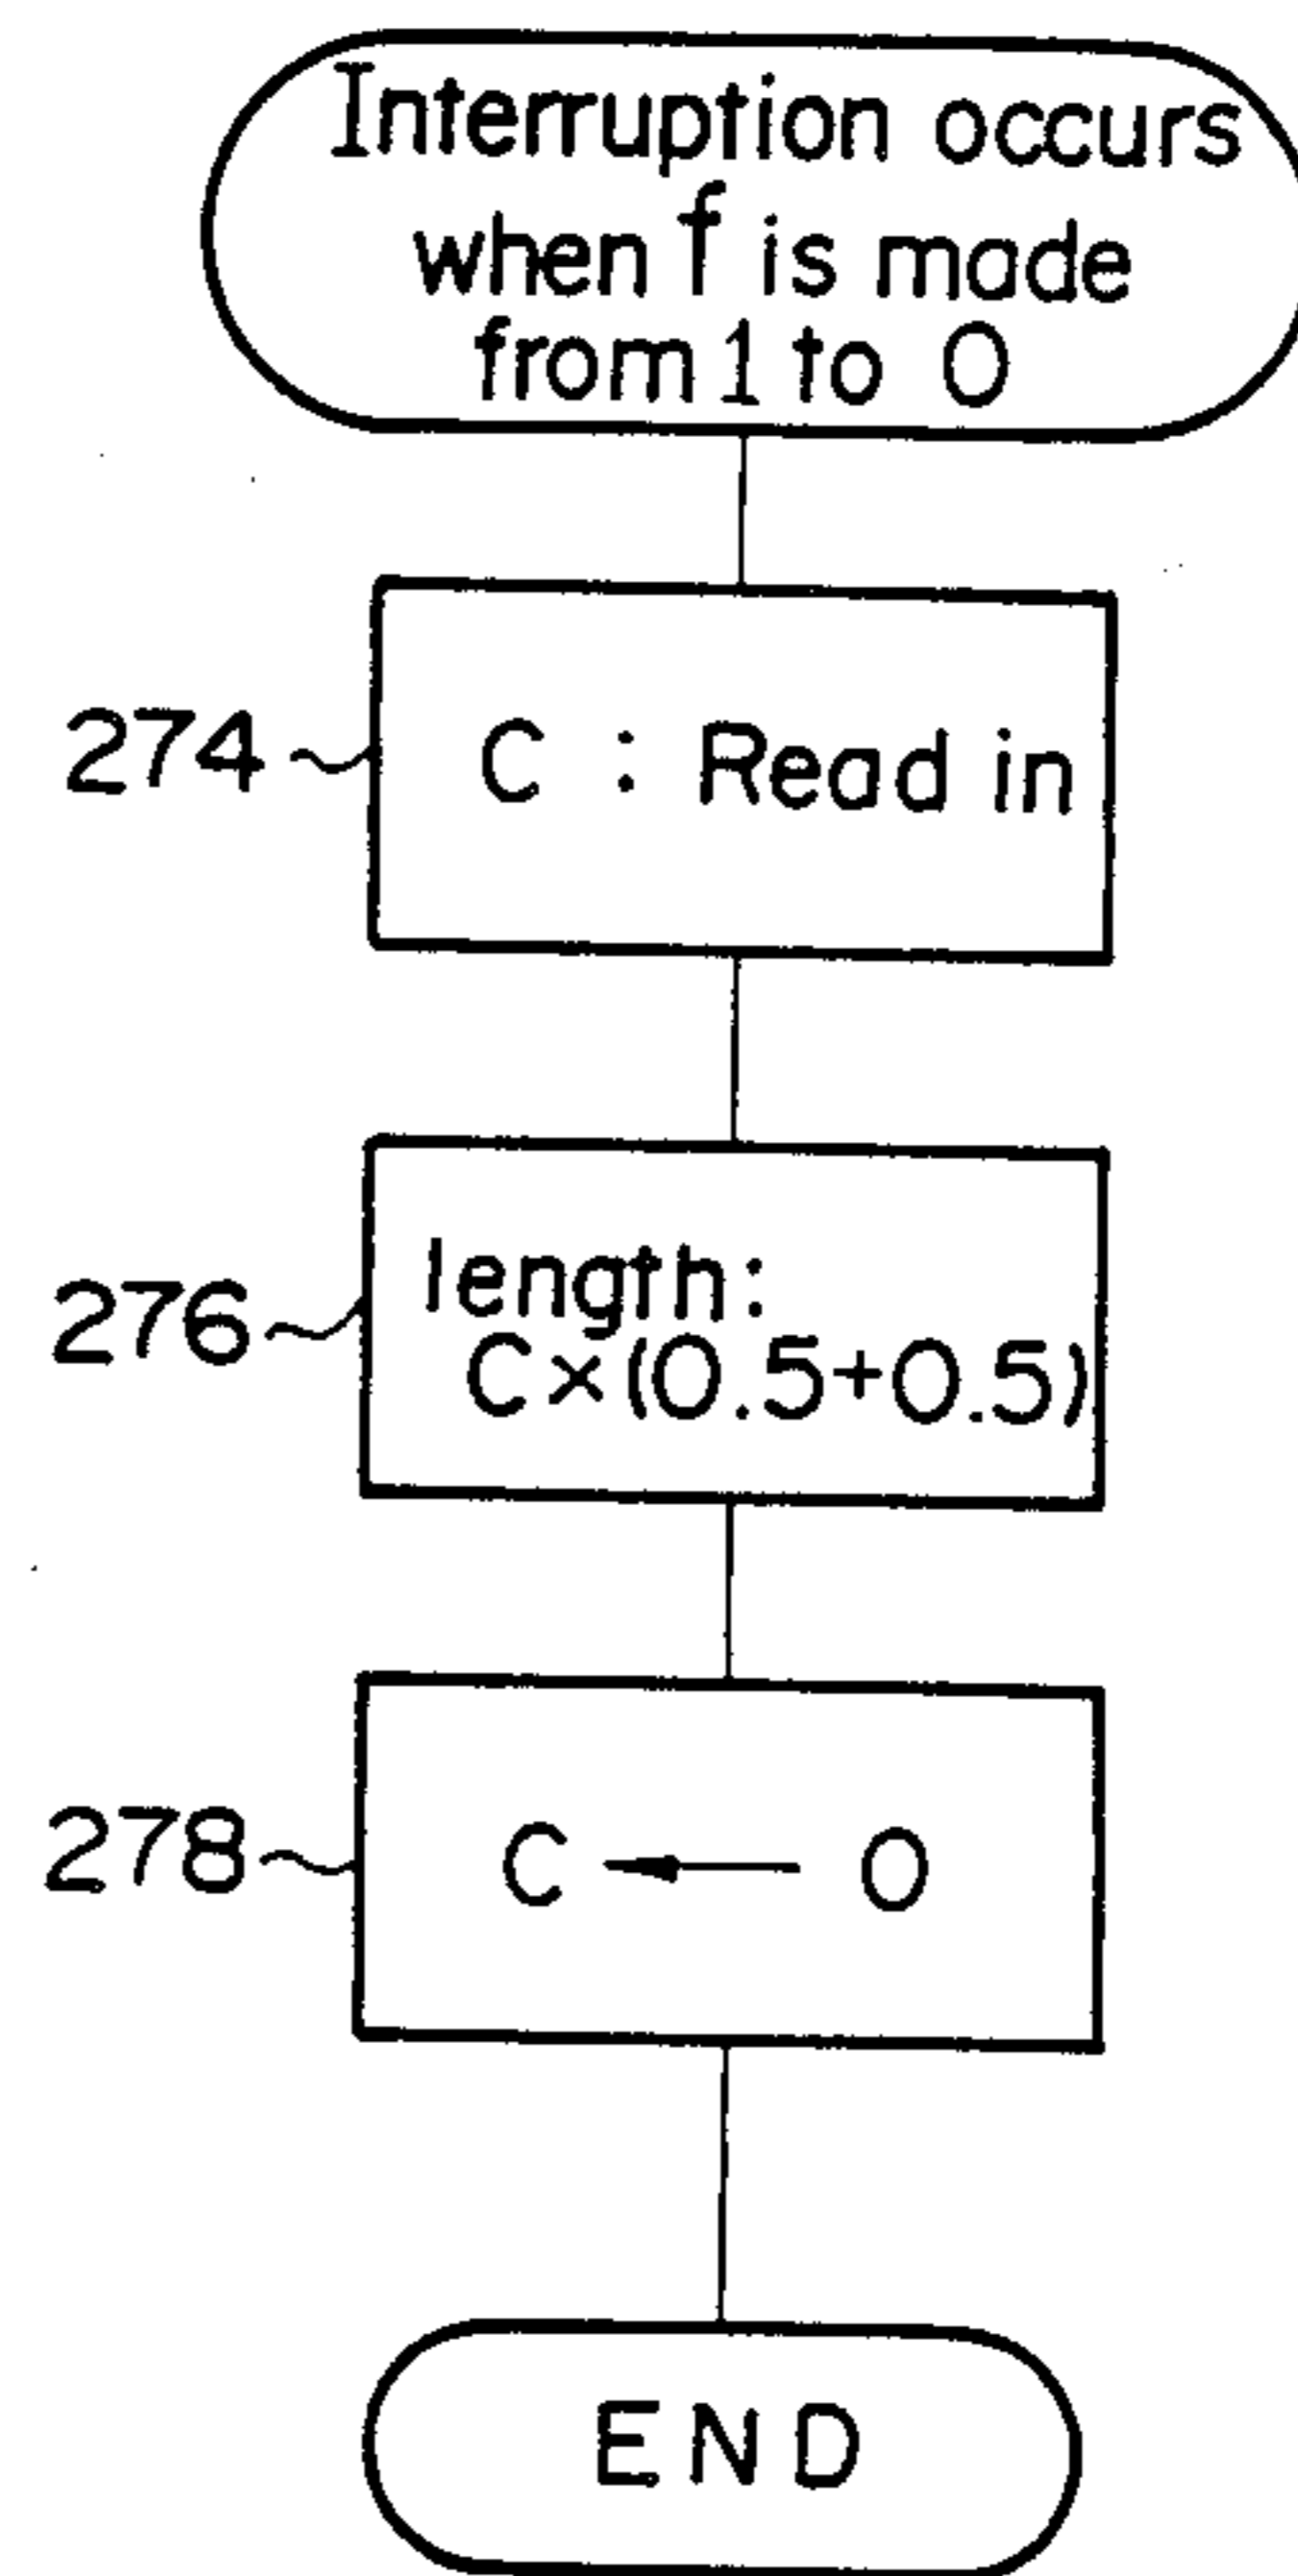 Interruption occurs
when f is made
from 1 to 0
274
C : Read in
276
length:
C×(0.5+0.5)
278
C ← 0
END